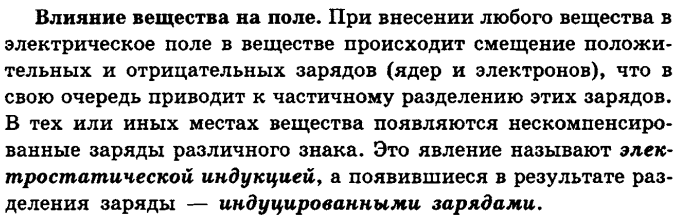 Влияние вещества на поле. При внесении любого вещества в
электрическое поле в веществе происходит смещение положи-
тельных и отрицательных зарядов (ядер и электронов), что в
свою очередь приводит к частичному разделению этих зарядов.
В тех или иных местах вещества появляются нескомпенсиро-
ванные заряды различного знака. Это явление называют элек-
тростатической индукцией, а появившиеся в результате раз-
деления заряды — индуцированными зарядами.